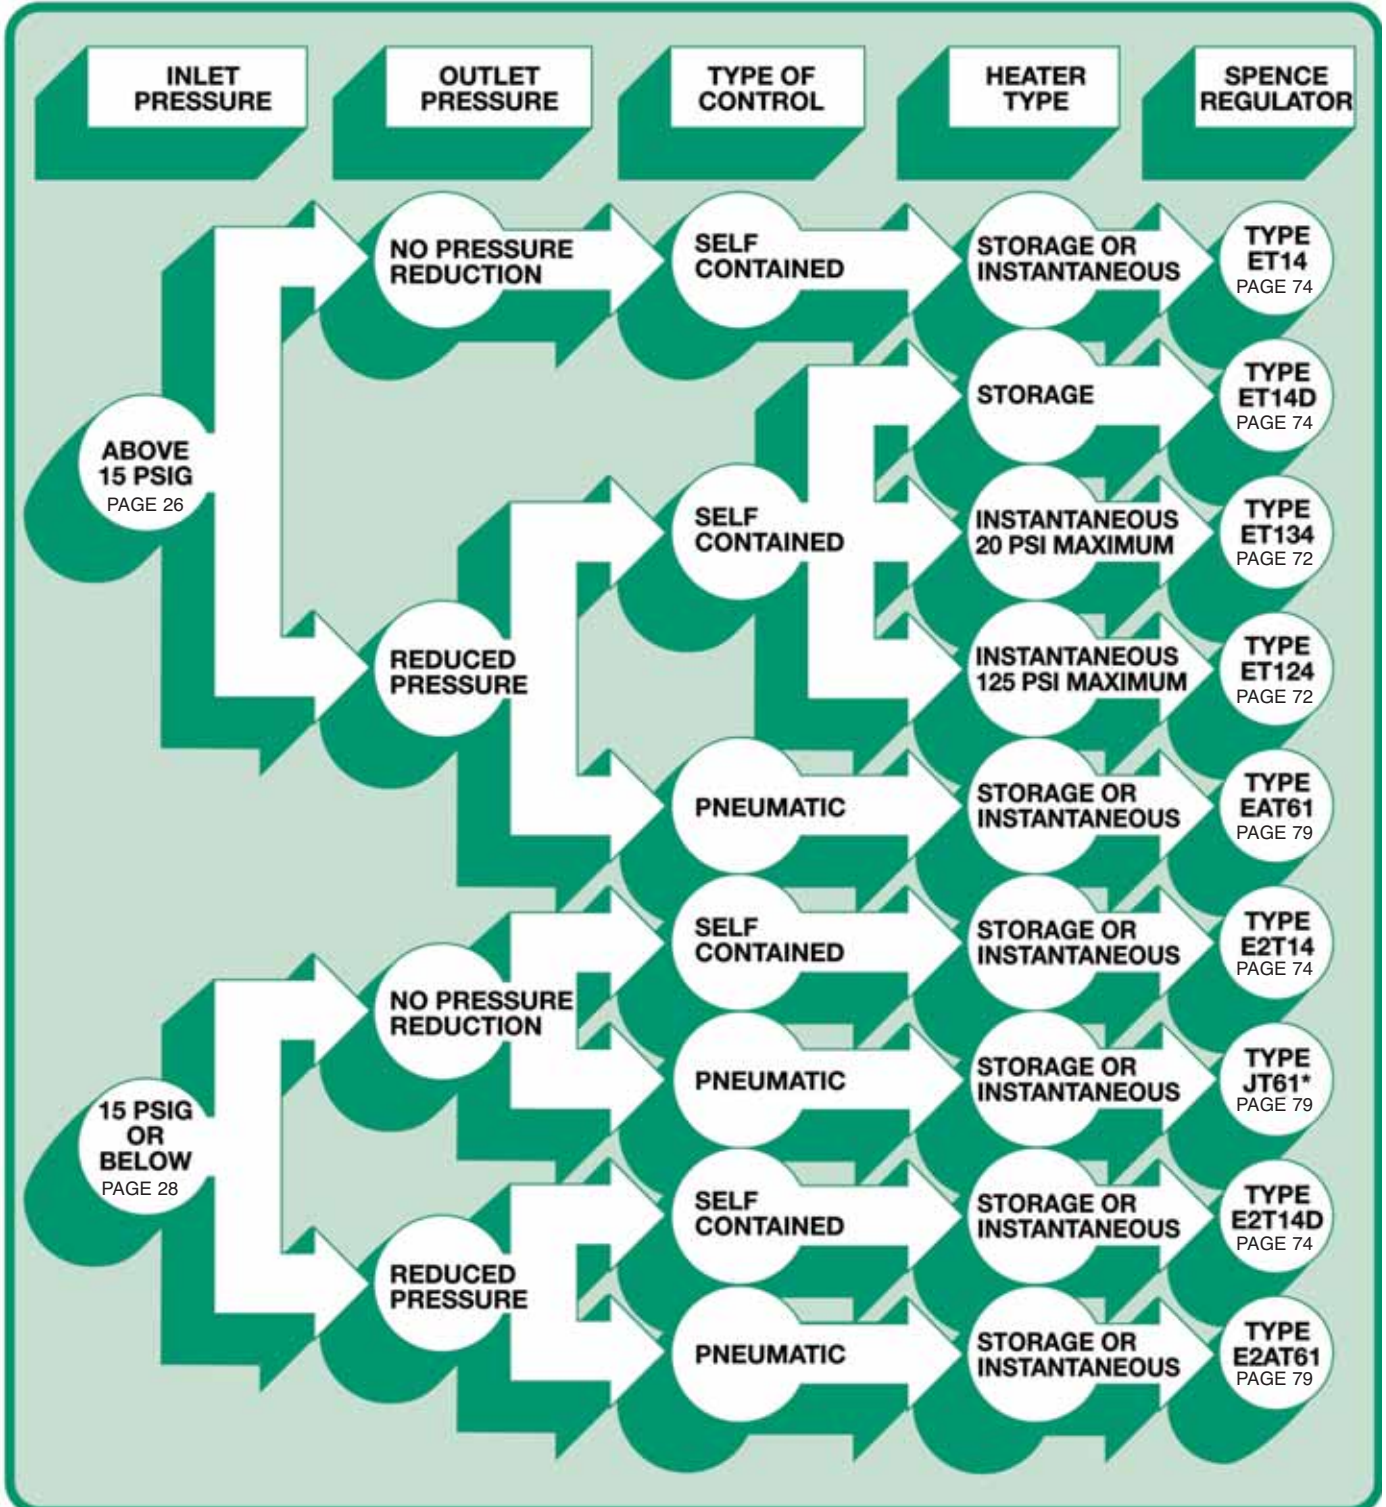 INLET
PRESSURE
OUTLET
PRESSURE
TYPE OF
CONTROL
HEATER
TYPE
SPENCE
REGULATOR
NO PRESSURE
REDUCTION
SELF
CONTAINED
STORAGE OR
INSTANTANEOUS
TYPE
ET14
PAGE 74
STORAGE
TYPE
ET14D
PAGE 74
ABOVE
15 PSIG
PAGE 26
SELF
CONTAINED
INSTANTANEOUS
20 PSI MAXIMUM
TYPE
ET134
PAGE 72
REDUCED
PRESSURE
INSTANTANEOUS
125 PSI MAXIMUM
TYPE
ET124
PAGE 72
PNEUMATIC
STORAGE OR
INSTANTANEOUS
TYPE
EAT61
PAGE 79
SELF
CONTAINED
STORAGE OR
INSTANTANEOUS
TYPE
E2T14
PAGE 74
NO PRESSURE
REDUCTION
PNEUMATIC
STORAGE OR
INSTANTANEOUS
TYPE
JT61*
PAGE 79
15 PSIG
OR
BELOW
PAGE 28
SELF
CONTAINED
STORAGE OR
INSTANTANEOUS
TYPE
E2T14D
PAGE 74
REDUCED
PRESSURE
PNEUMATIC
STORAGE OR
INSTANTANEOUS
TYPE
E2AT61
PAGE 79